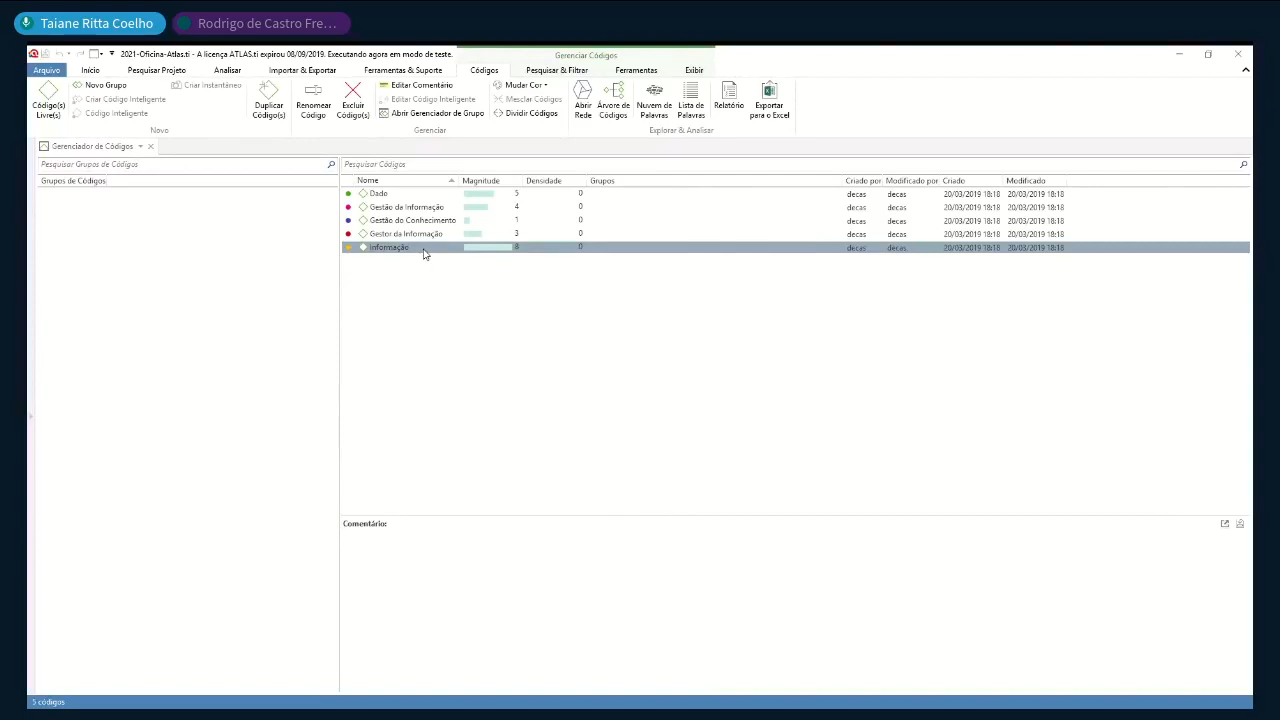 Taiane Ritta Coelho
Rodrigo de Castro Fre...
2021-Oficina-Atlas.ti - A licença ATLAS.ti expirou 08/09/2019. Executando agora em modo de teste.
Gerenciar Códigos
Arquivo Início Pesquisar Projeto Analisar Importar & Exportar Ferramentas & Suporte Códigos Pesquisar & Filtrar Ferramentas Exibir
Código(s) Livre(s)
Novo Grupo
Criar Código Inteligente
Código Inteligente
Criar Instantâneo
Duplicar Código(s)
Novo
Renomear Código
Excluir Código(s)
Editar Comentário
Editar Código Inteligente
Abrir Gerenciador de Grupo
Mudar Cor
Mesclar Códigos
Dividir Códigos
Gerenciar
Abrir Rede
Árvore de Códigos
Nuvem de Palavras
Lista de Palavras
Relatório
Exportar para o Excel
Explorar & Analisar
Gerenciador de Códigos
Pesquisar Grupos de Códigos
Pesquisar Códigos
Grupos de Códigos
Nome Magnitude Densidade Grupos Criado por Modificado por Criado Modificado
Dado 5 0 decas decas 20/03/2019 18:18 20/03/2019 18:18
Gestão da Informação 4 0 decas decas 20/03/2019 18:18 20/03/2019 18:18
Gestão do Conhecimento 1 0 decas decas 20/03/2019 18:18 20/03/2019 18:18
Gestor da Informação 3 0 decas decas 20/03/2019 18:18 20/03/2019 18:18
Informação 8 0 decas decas 20/03/2019 18:18 20/03/2019 18:18
Comentário:
5 códigos